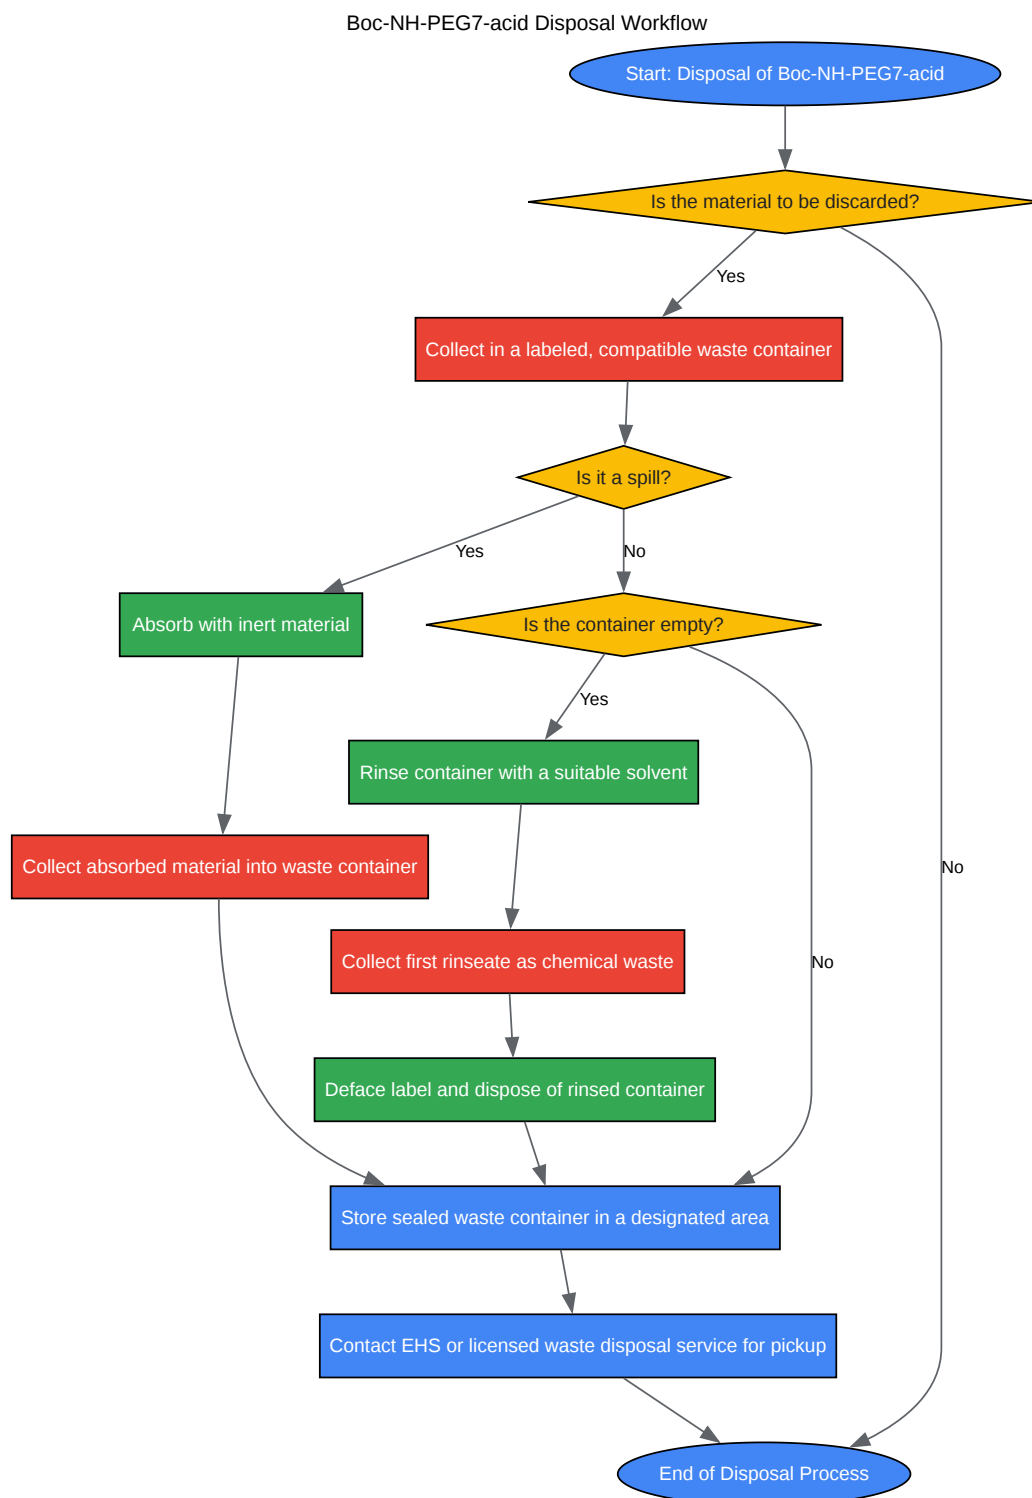 Boc-NH-PEG7-acid Disposal Workflow
Start: Disposal of Boc-NH-PEG7-acid
Is the material to be discarded?
Yes
Collect in a labeled, compatible waste container
Is it a spill?
Yes
No
Absorb with inert material
Is the container empty?
Yes
Rinse container with a suitable solvent
Collect absorbed material into waste container
No
Collect first rinseate as chemical waste
No
Deface label and dispose of rinsed container
Store sealed waste container in a designated area
Contact EHS or licensed waste disposal service for pickup
End of Disposal Process